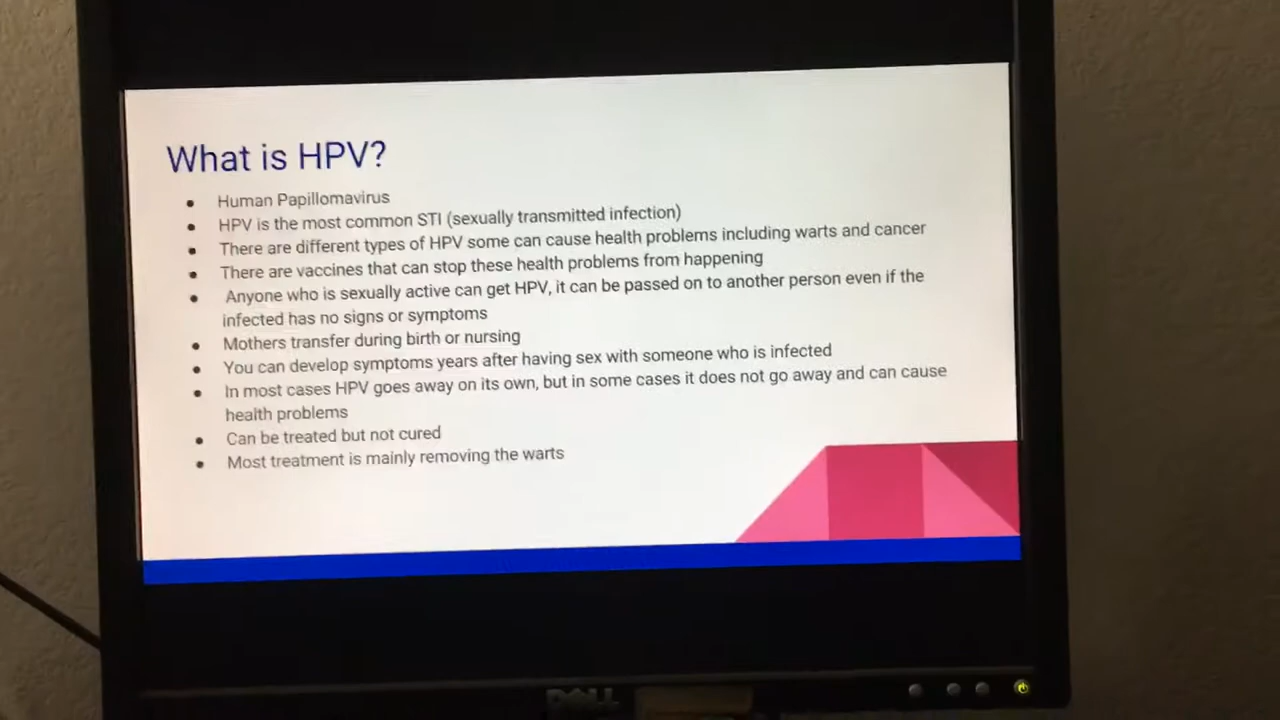 What is HPV?
● Human Papillomavirus
● HPV is the most common STI (sexually transmitted infection)
● There are different types of HPV some can cause health problems including warts and cancer
● There are vaccines that can stop these health problems from happening
● Anyone who is sexually active can get HPV, it can be passed on to another person even if the
infected has no signs or symptoms
● Mothers transfer during birth or nursing
● You can develop symptoms years after having sex with someone who is infected
● In most cases HPV goes away on its own, but in some cases it does not go away and can cause
health problems
● Can be treated but not cured
● Most treatment is mainly removing the warts
DELL